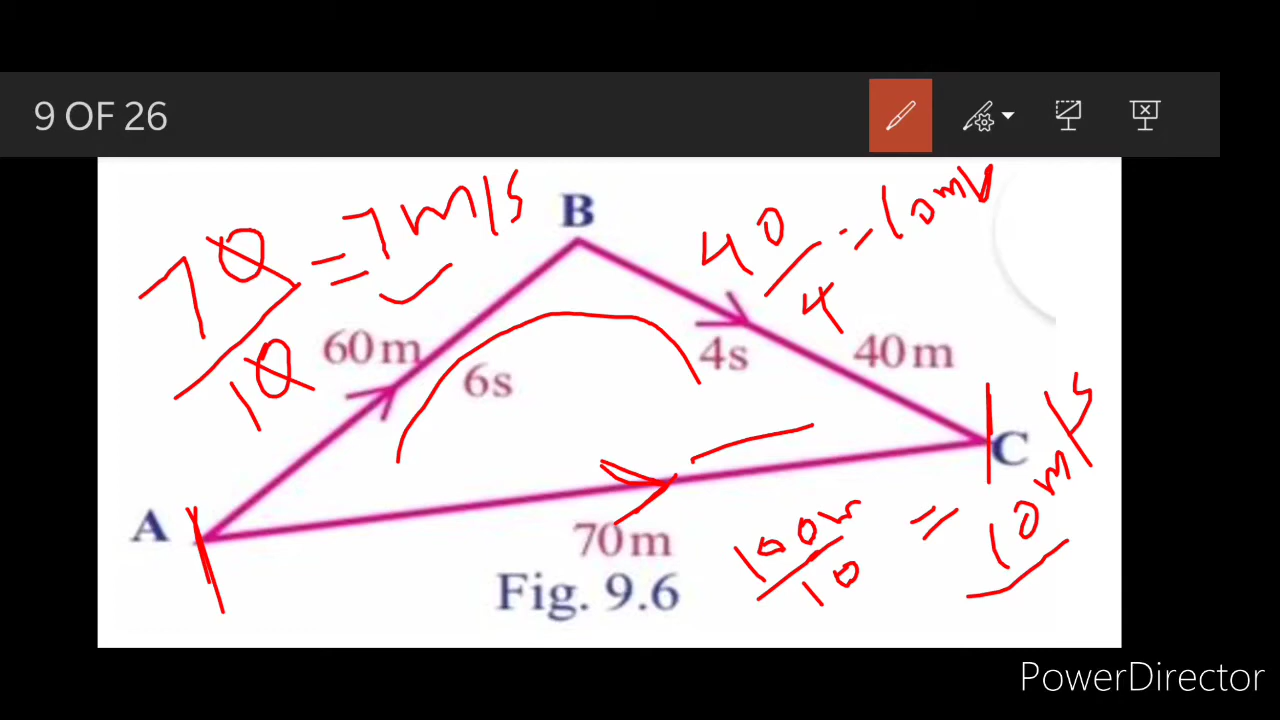 9 OF 26
70/10 = 7m/s
B
40/4 = 10m/s
60m
6s
4s
40m
A
C
70m
100m/10 = 10m/s
Fig. 9.6
PowerDirector